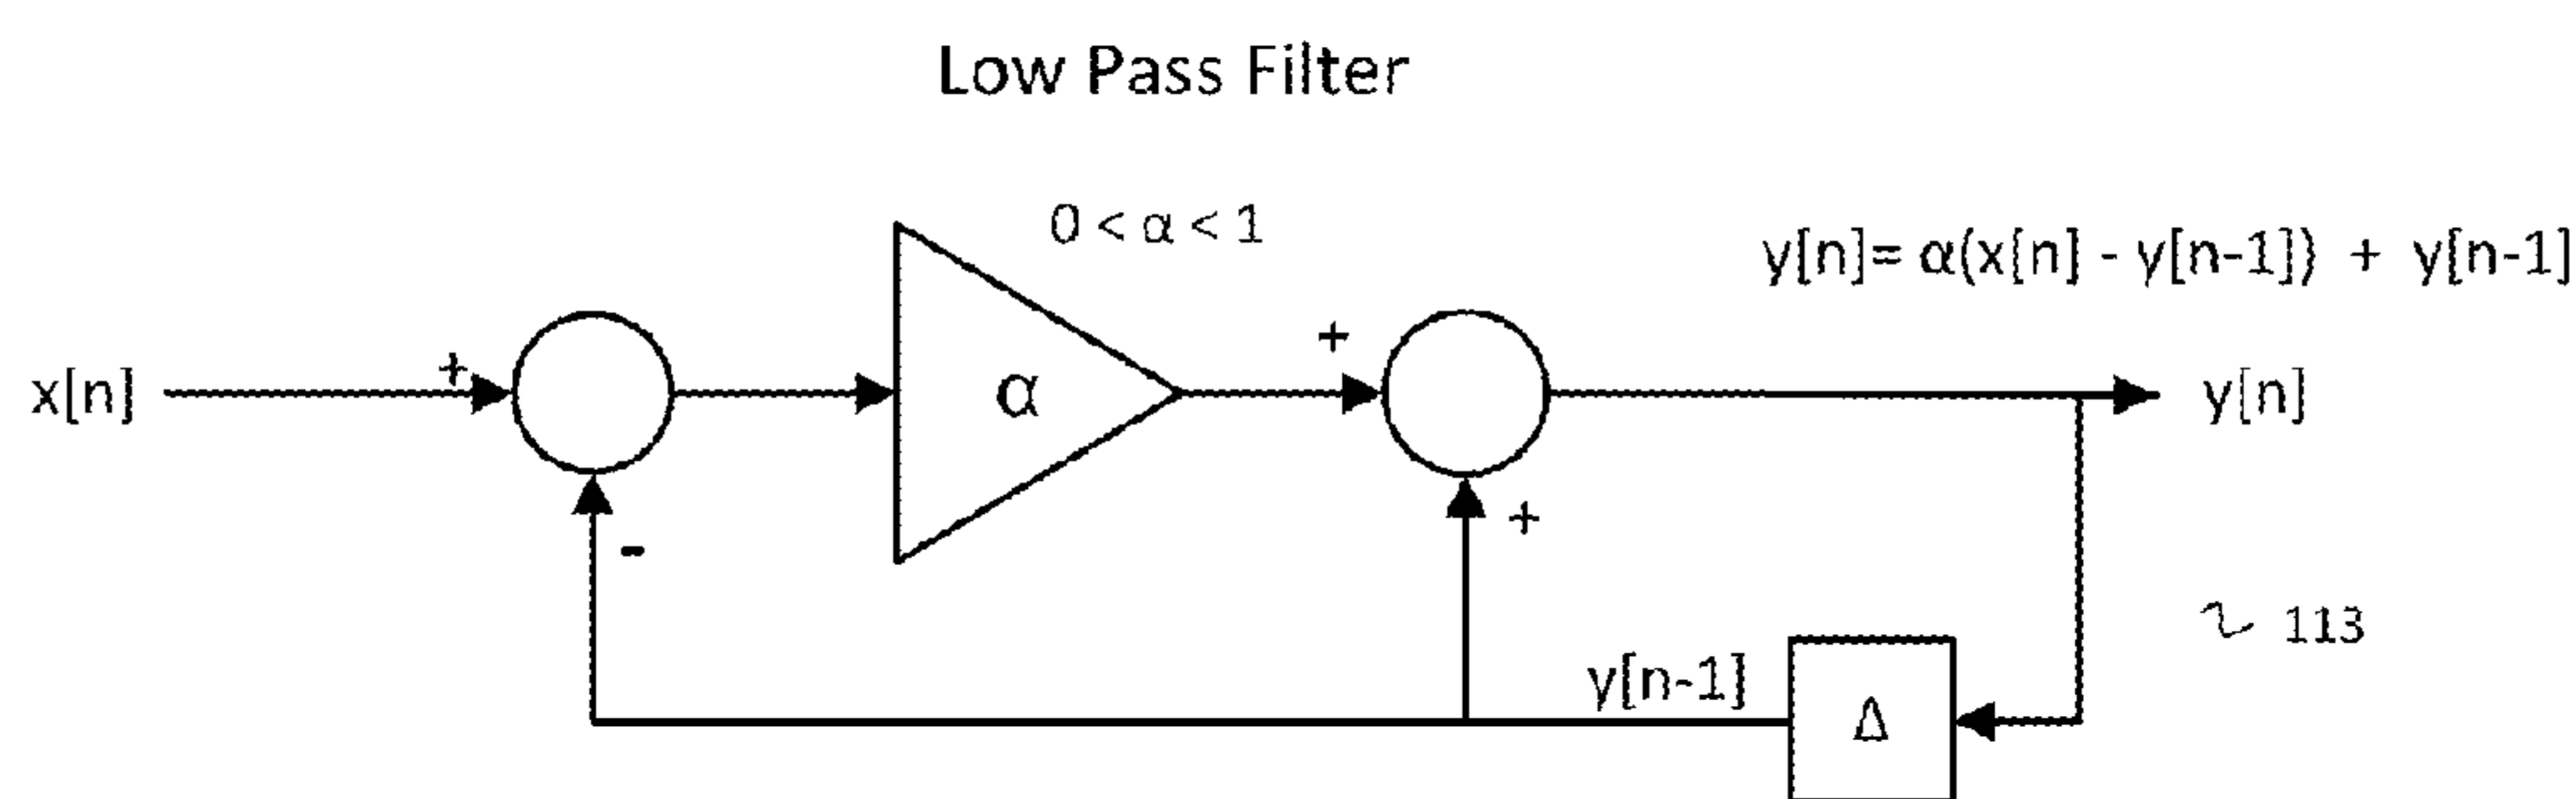 Low Pass Filter
0 < α < 1
y[n]= α(x[n] - y[n-1]) + y[n-1]
+
+
x[n]
α
y[n]
-
+
113
y[n-1]
Δ